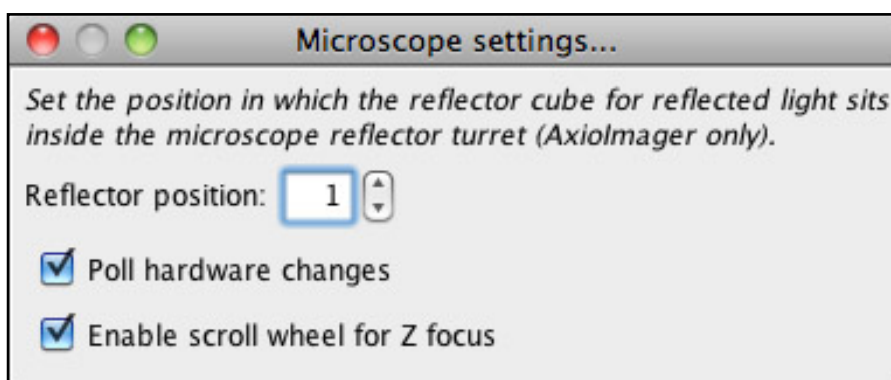 Microscope settings...
Set the position in which the reflector cube for reflected light sits
inside the microscope reflector turret (AxioImager only).
Reflector position: 1
Poll hardware changes
Enable scroll wheel for Z focus